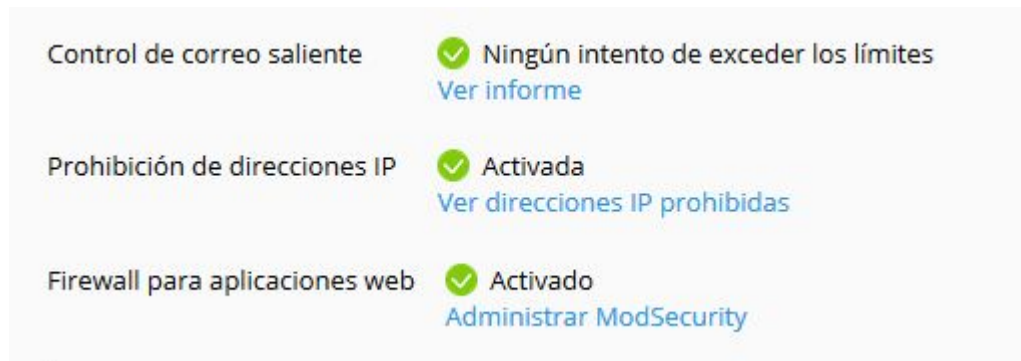 Control de correo saliente Ningún intento de exceder los límites
Ver informe
Prohibición de direcciones IP Activada
Ver direcciones IP prohibidas
Firewall para aplicaciones web Activado
Administrar ModSecurity